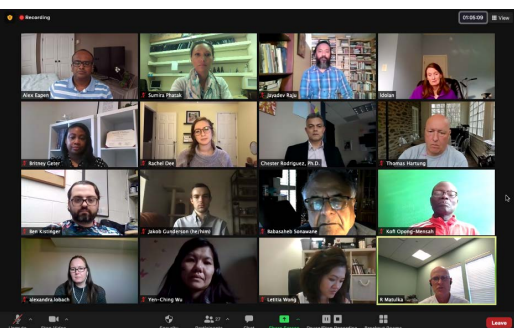 Recording
01:05:09 View
Alex Eapen
Sumira Phatak
Jayadev Raju
ldolan
Britney Cater
Rachel Dee
Chester Rodriguez, Ph.D.
Thomas Hartung
Ben Kistinger
Jakob Gunderson (he/him)
Babasaheb Sonawane
Kofi Opong-Mensah
alexandra.lobach
Yen-Ching Wu
Letitia Wong
R Matulka
Leave